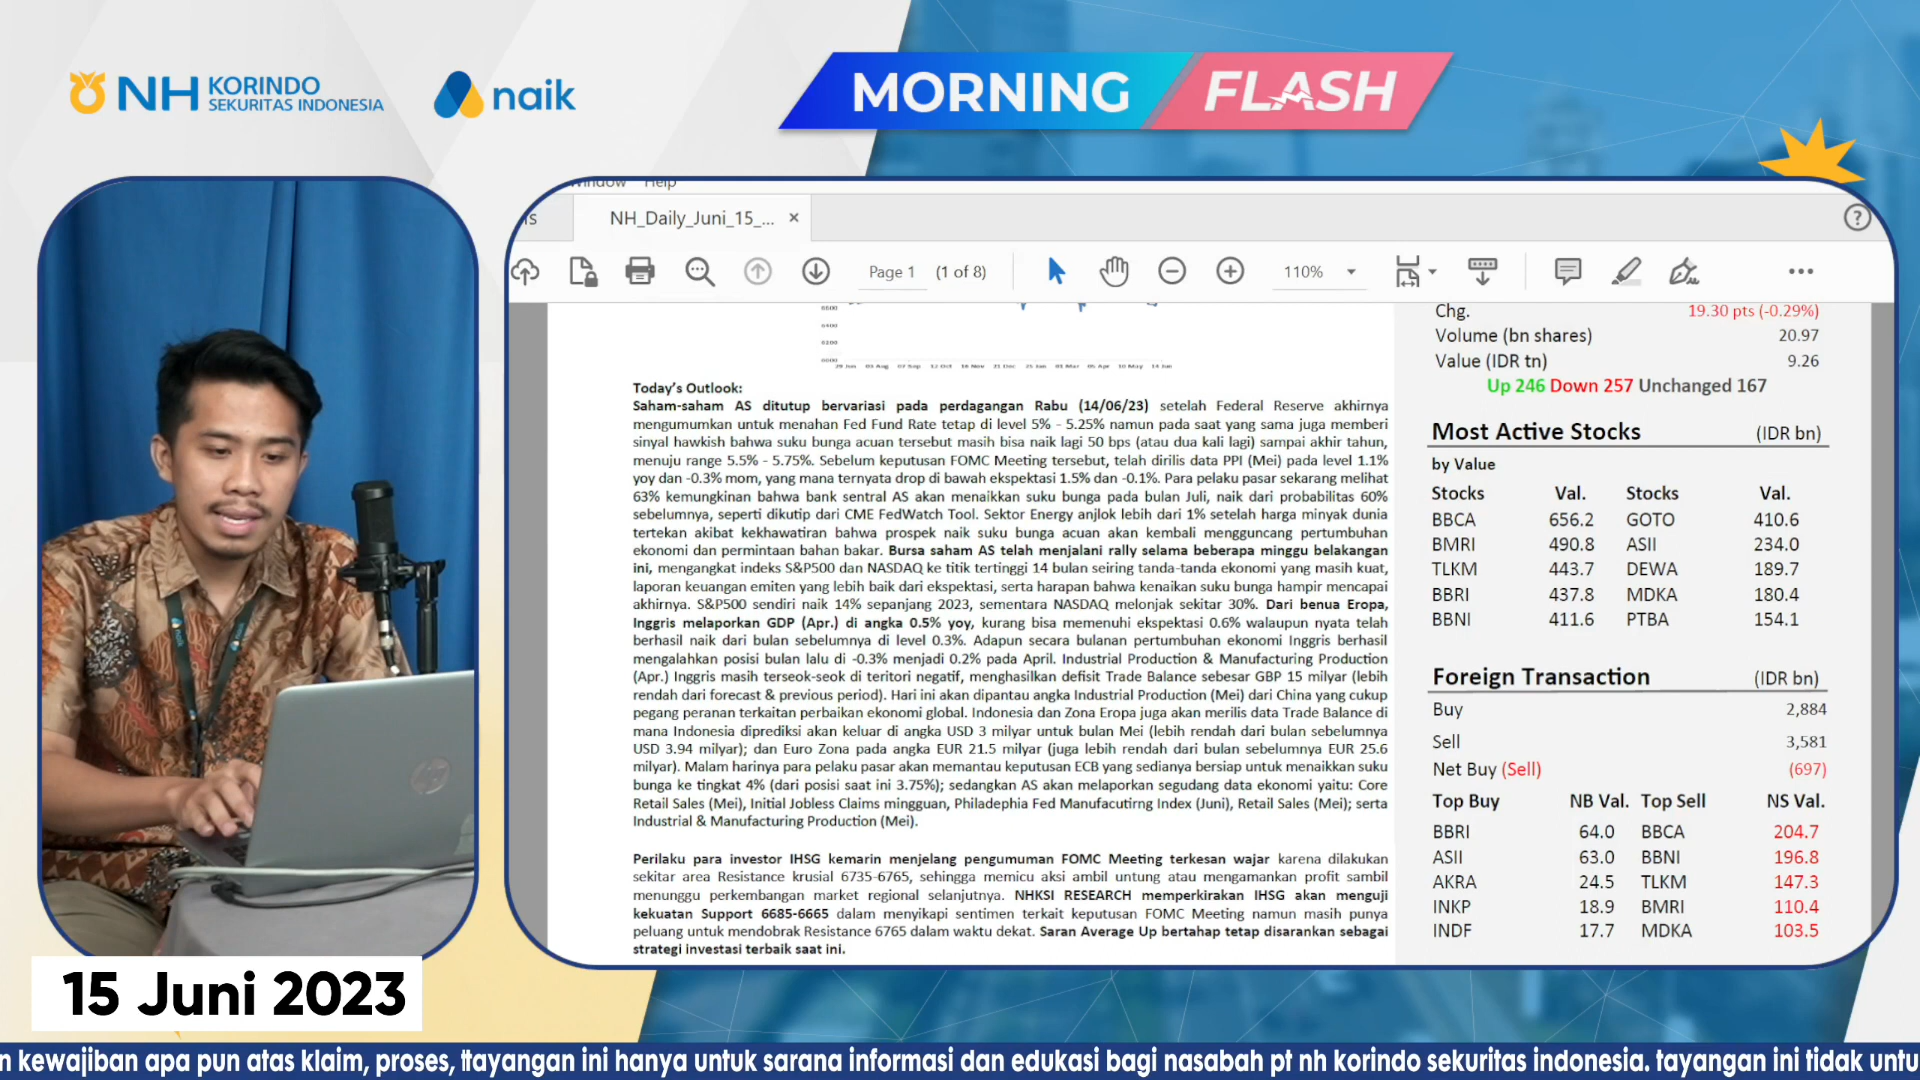 NH KORINDO
SEKURITAS INDONESIA
naik
MORNING FLASH
Window Help
NH_Daily_Juni_15_... ×
Page 1 (1 of 8) 110%
6600
6400
6200
6000
Today's Outlook:
Saham-saham AS ditutup bervariasi pada perdagangan Rabu (14/06/23) setelah Federal Reserve akhirnya
mengumumkan untuk menahan Fed Fund Rate tetap di level 5% - 5.25% namun pada saat yang sama juga memberi
sinyal hawkish bahwa suku bunga acuan tersebut masih bisa naik lagi 50 bps (atau dua kali lagi) sampai akhir tahun,
menuju range 5.5% - 5.75%. Sebelum keputusan FOMC Meeting tersebut, telah dirilis data PPI (Mei) pada level 1.1%
yoy dan -0.3% mom, yang mana ternyata drop di bawah ekspektasi 1.5% dan -0.1%. Para pelaku pasar sekarang melihat
63% kemungkinan bahwa bank sentral AS akan menaikkan suku bunga pada bulan Juli, naik dari probabilitas 60%
sebelumnya, seperti dikutip dari CME FedWatch Tool. Sektor Energy anjlok lebih dari 1% setelah harga minyak dunia
tertekan akibat kekhawatiran bahwa prospek naik suku bunga acuan akan kembali mengguncang pertumbuhan
ekonomi dan permintaan bahan bakar. Bursa saham AS telah menjalani rally selama beberapa minggu belakangan
ini, mengangkat indeks S&P500 dan NASDAQ ke titik tertinggi 14 bulan seiring tanda-tanda ekonomi yang masih kuat,
laporan keuangan emiten yang lebih baik dari ekspektasi, serta harapan bahwa kenaikan suku bunga hampir mencapai
akhirnya. S&P500 sendiri naik 14% sepanjang 2023, sementara NASDAQ melonjak sekitar 30%. Dari benua Eropa,
Inggris melaporkan GDP (Apr.) di angka 0.5% yoy, kurang bisa memenuhi ekspektasi 0.6% walaupun nyata telah
berhasil naik dari bulan sebelumnya di level 0.3%. Adapun secara bulanan pertumbuhan ekonomi Inggris berhasil
mengalahkan posisi bulan lalu di -0.3% menjadi 0.2% pada April. Industrial Production & Manufacturing Production
(Apr.) Inggris masih terseok-seok di teritori negatif, menghasilkan defisit Trade Balance sebesar GBP 15 milyar (lebih
rendah dari forecast & previous period). Hari ini akan dipantau angka Industrial Production (Mei) dari China yang cukup
pegang peranan terkaitan perbaikan ekonomi global. Indonesia dan Zona Eropa juga akan merilis data Trade Balance di
mana Indonesia diprediksi akan keluar di angka USD 3 milyar untuk bulan Mei (lebih rendah dari bulan sebelumnya
USD 3.94 milyar); dan Euro Zona pada angka EUR 21.5 milyar (juga lebih rendah dari bulan sebelumnya EUR 25.6
milyar). Malam harinya para pelaku pasar akan memantau keputusan ECB yang sedianya bersiap untuk menaikkan suku
bunga ke tingkat 4% (dari posisi saat ini 3.75%); sedangkan AS akan melaporkan segudang data ekonomi yaitu: Core
Retail Sales (Mei), Initial Jobless Claims mingguan, Philadephia Fed Manufacutirng Index (Juni), Retail Sales (Mei); serta
Industrial & Manufacturing Production (Mei).
Perilaku para investor IHSG kemarin menjelang pengumuman FOMC Meeting terkesan wajar karena dilakukan
sekitar area Resistance krusial 6735-6765, sehingga memicu aksi ambil untung atau mengamankan profit sambil
menunggu perkembangan market regional selanjutnya. NHKSI RESEARCH memperkirakan IHSG akan menguji
kekuatan Support 6685-6665 dalam menyikapi sentimen terkait keputusan FOMC Meeting namun masih punya
peluang untuk mendobrak Resistance 6765 dalam waktu dekat. Saran Average Up bertahap tetap disarankan sebagai
strategi investasi terbaik saat ini.
Chg. 19.30 pts (-0.29%)
Volume (bn shares) 20.97
Value (IDR tn) 9.26
Up 246 Down 257 Unchanged 167
Most Active Stocks (IDR bn)
by Value
Stocks Val. Stocks Val.
BBCA 656.2 GOTO 410.6
BMRI 490.8 ASII 234.0
TLKM 443.7 DEWA 189.7
BBRI 437.8 MDKA 180.4
BBNI 411.6 PTBA 154.1
Foreign Transaction (IDR bn)
Buy 2,884
Sell 3,581
Net Buy (Sell) (697)
Top Buy NB Val. Top Sell NS Val.
BBRI 64.0 BBCA 204.7
ASII 63.0 BBNI 196.8
AKRA 24.5 TLKM 147.3
INKP 18.9 BMRI 110.4
INDF 17.7 MDKA 103.5
15 Juni 2023
n kewajiban apa pun atas klaim, proses, tayangan ini hanya untuk sarana informasi dan edukasi bagi nasabah pt nh korindo sekuritas indonesia. tayangan ini tidak untu